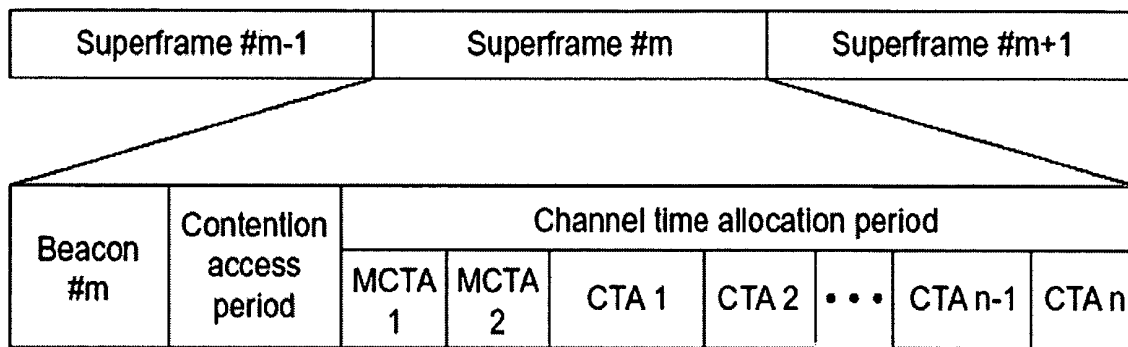 Superframe #m-1 Superframe #m Superframe #m+1
Channel time allocation period
Beacon #m
Contention access period
MCTA 1
MCTA 2
CTA 1
CTA 2
• • •
CTA n-1
CTA n